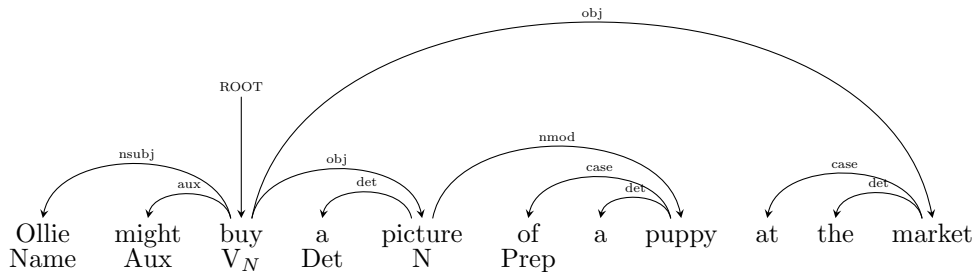 obj
ROOT
nsubj aux obj det nmod case det case det
Ollie might buy a picture of a puppy at the market
Name Aux V_N Det N Prep